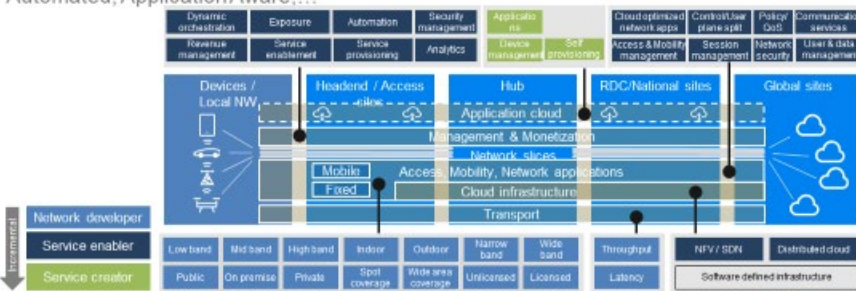 Automated, Application Aware,...
Dynamic orchestration
Exposure
Automation
Security management
Revenue management
Service enablement
Service provisioning
Analytics
Applicatio
ns
Device management
Self provisioning
Cloud optimized network apps
Control/User plane split
Policy/ QoS
Communication services
Access & Mobility management
Session management
Network security
User & data management
Devices / Local NW
Headend / Access sites
Hub
RDC/National sites
Global sites
Application cloud
Management & Monetization
Network slices
Mobile
Access, Mobility, Network applications
Fixed
Cloud infrastructure
Transport
Incremental
Network developer
Service enabler
Service creator
Low band
Mid band
High band
Indoor
Outdoor
Narrow band
Wide band
Public
On premise
Private
Spot coverage
Wide area coverage
Unlicensed
Licensed
Throughput
Latency
NFV / SDN
Distributed cloud
Software defined infrastructure